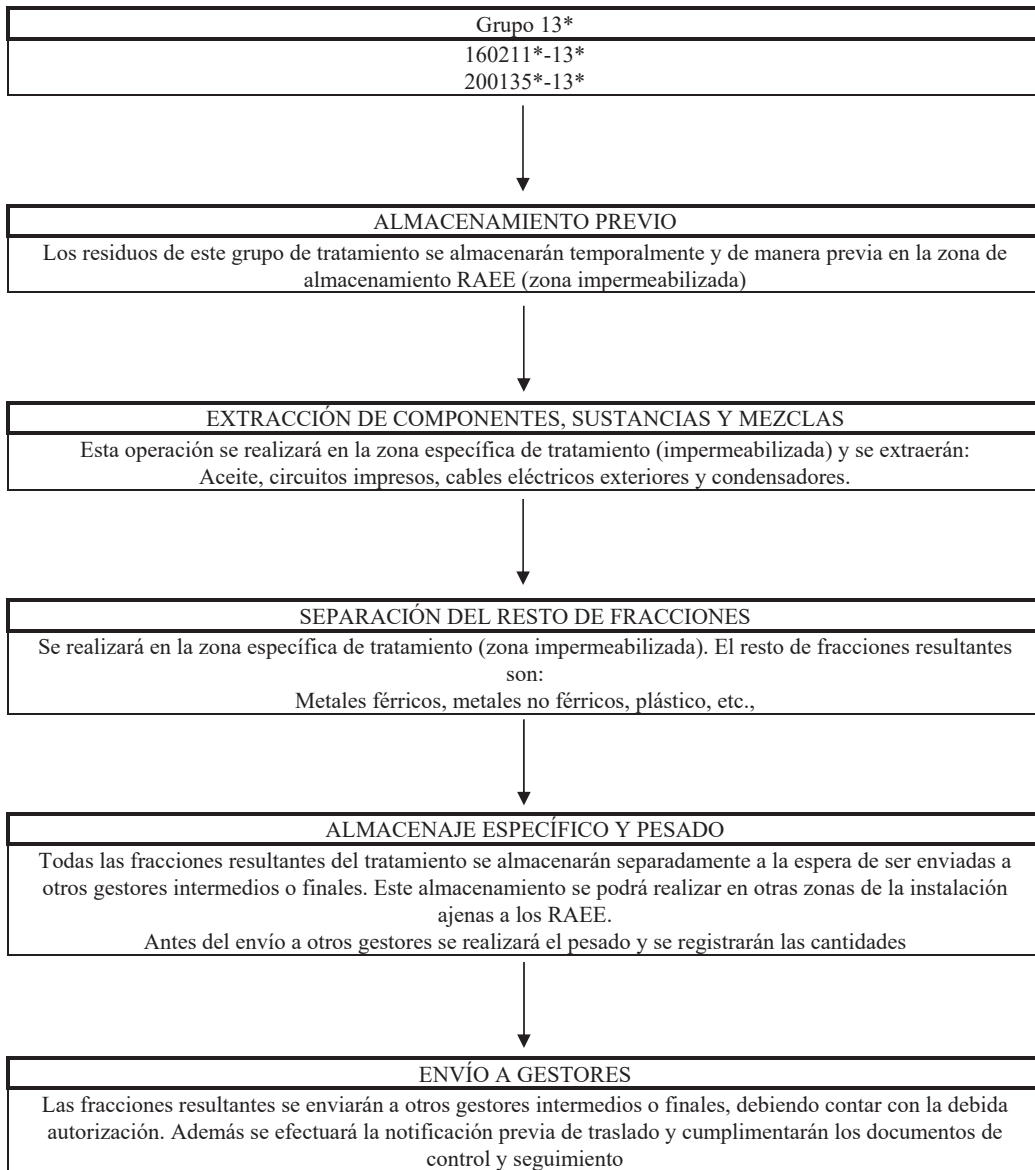 Grupo 13*
160211*-13*
200135*-13*
ALMACENAMIENTO PREVIO
Los residuos de este grupo de tratamiento se almacenarán temporalmente y de manera previa en la zona de
almacenamiento RAEE (zona impermeabilizada)
EXTRACCIÓN DE COMPONENTES, SUSTANCIAS Y MEZCLAS
Esta operación se realizará en la zona específica de tratamiento (impermeabilizada) y se extraerán:
Aceite, circuitos impresos, cables eléctricos exteriores y condensadores.
SEPARACIÓN DEL RESTO DE FRACCIONES
Se realizará en la zona específica de tratamiento (zona impermeabilizada). El resto de fracciones resultantes
son:
Metales férricos, metales no férricos, plástico, etc.,
ALMACENAJE ESPECÍFICO Y PESADO
Todas las fracciones resultantes del tratamiento se almacenarán separadamente a la espera de ser enviadas a
otros gestores intermedios o finales. Este almacenamiento se podrá realizar en otras zonas de la instalación
ajenas a los RAEE.
Antes del envío a otros gestores se realizará el pesado y se registrarán las cantidades
ENVÍO A GESTORES
Las fracciones resultantes se enviarán a otros gestores intermedios o finales, debiendo contar con la debida
autorización. Además se efectuará la notificación previa de traslado y cumplimentarán los documentos de
control y seguimiento